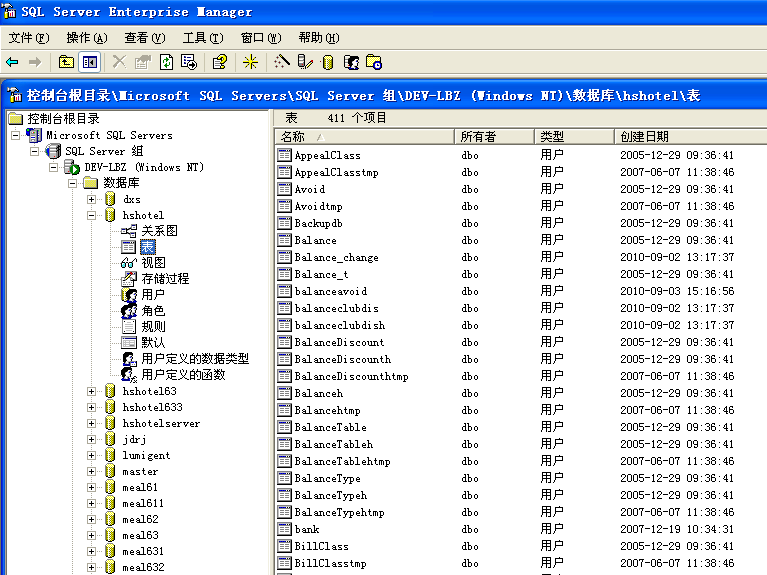 SQL Server Enterprise Manager
文件(F) 操作(A) 查看(V) 工具(T) 窗口(W) 帮助(H)
控制台根目录\Microsoft SQL Servers\SQL Server 组\DEV-LBZ (Windows NT)\数据库\hshotel\表
控制台根目录
Microsoft SQL Servers
SQL Server 组
DEV-LBZ (Windows NT)
数据库
dxs
hshotel
关系图
表
视图
存储过程
用户
角色
规则
默认
用户定义的数据类型
用户定义的函数
hshotel63
hshotel633
hshotelserver
jdrj
lumigent
master
meal61
meal611
meal62
meal63
meal631
meal632
表 411 个项目
名称 所有者 类型 创建日期
AppealClass dbo 用户 2005-12-29 09:36:41
AppealClasstmp dbo 用户 2007-06-07 11:38:46
Avoid dbo 用户 2005-12-29 09:36:41
Avoidtmp dbo 用户 2007-06-07 11:38:46
Backupdb dbo 用户 2005-12-29 09:36:41
Balance dbo 用户 2005-12-29 09:36:41
Balance_change dbo 用户 2010-09-02 13:17:37
Balance_t dbo 用户 2005-12-29 09:36:41
balanceavoid dbo 用户 2010-09-03 15:16:56
balanceclubdis dbo 用户 2010-09-02 13:17:37
balanceclubdish dbo 用户 2010-09-02 13:17:37
BalanceDiscount dbo 用户 2005-12-29 09:36:41
BalanceDiscounth dbo 用户 2005-12-29 09:36:41
BalanceDiscounthtmp dbo 用户 2007-06-07 11:38:46
Balanceh dbo 用户 2005-12-29 09:36:41
Balancehtmp dbo 用户 2007-06-07 11:38:46
BalanceTable dbo 用户 2005-12-29 09:36:41
BalanceTableh dbo 用户 2005-12-29 09:36:41
BalanceTablehtmp dbo 用户 2007-06-07 11:38:46
BalanceType dbo 用户 2005-12-29 09:36:41
BalanceTypeh dbo 用户 2005-12-29 09:36:41
BalanceTypehtmp dbo 用户 2007-06-07 11:38:46
bank dbo 用户 2007-12-19 10:34:31
BillClass dbo 用户 2005-12-29 09:36:41
BillClasstmp dbo 用户 2007-06-07 11:38:46